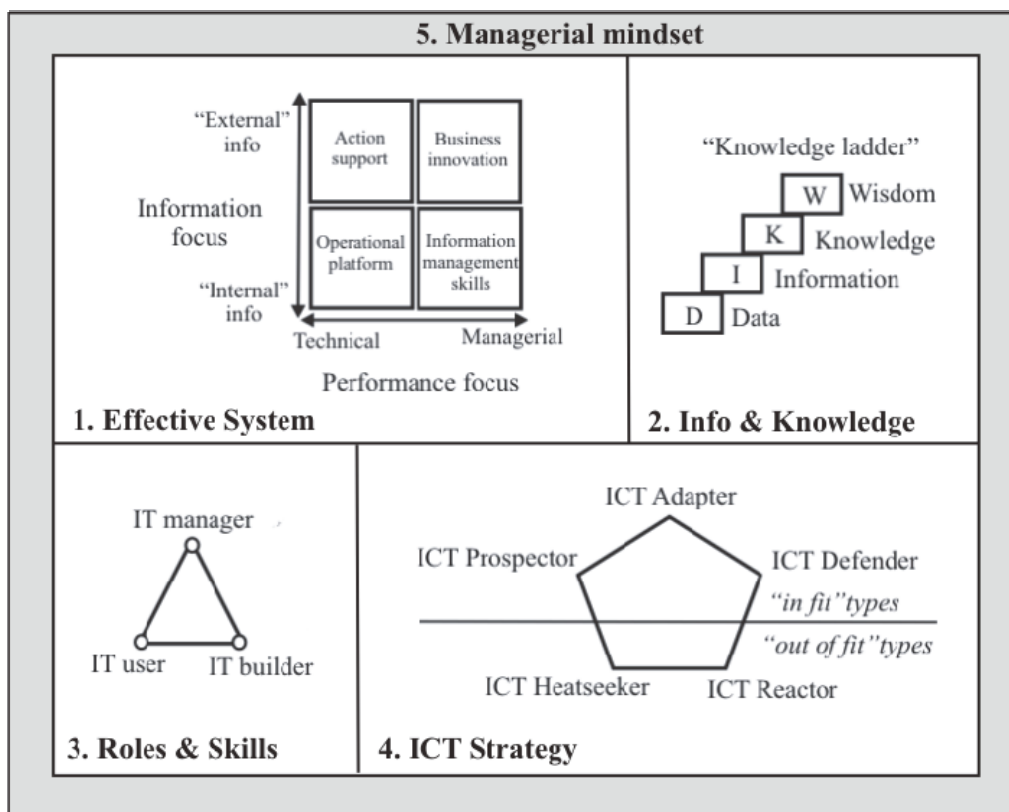 5. Managerial mindset
“External”
info
Information
focus
“Internal”
info
Action
support
Business
innovation
Operational
platform
Information
management
skills
Technical
Managerial
Performance focus
1. Effective System
“Knowledge ladder”
W Wisdom
K Knowledge
I Information
D Data
2. Info & Knowledge
IT manager
IT user
IT builder
3. Roles & Skills
ICT Adapter
ICT Prospector
ICT Defender
“in fit”types
“out of fit”types
ICT Heatseeker
ICT Reactor
4. ICT Strategy